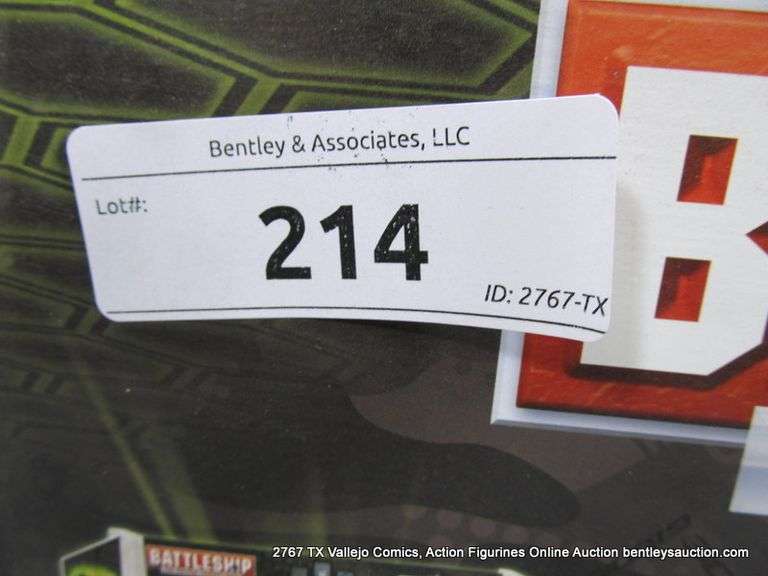 Bentley & Associates, LLC
Lot#:
214
ID: 2767-TX
B
BATTLESHIP
2767 TX Vallejo Comics, Action Figurines Online Auction bentleysauction.com